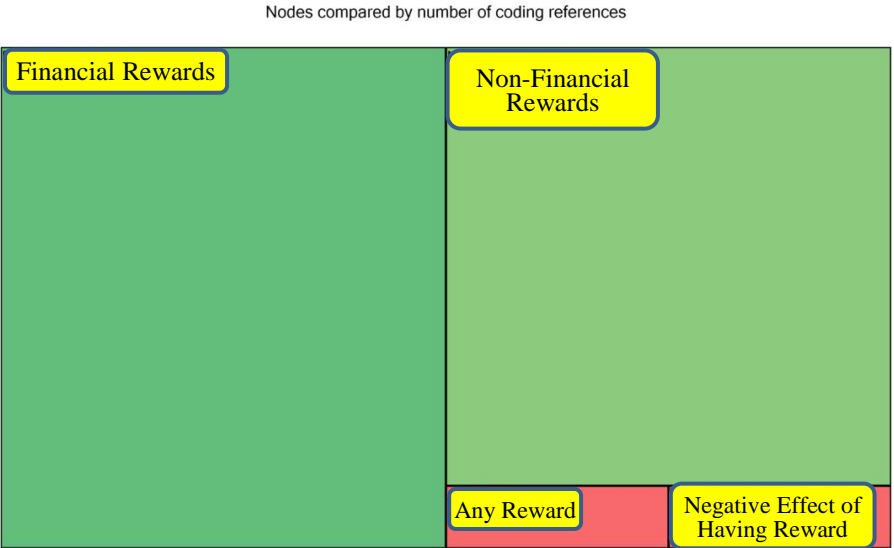 Nodes compared by number of coding references
Financial Rewards
Non-Financial
Rewards
Any Reward
Negative Effect of
Having Reward